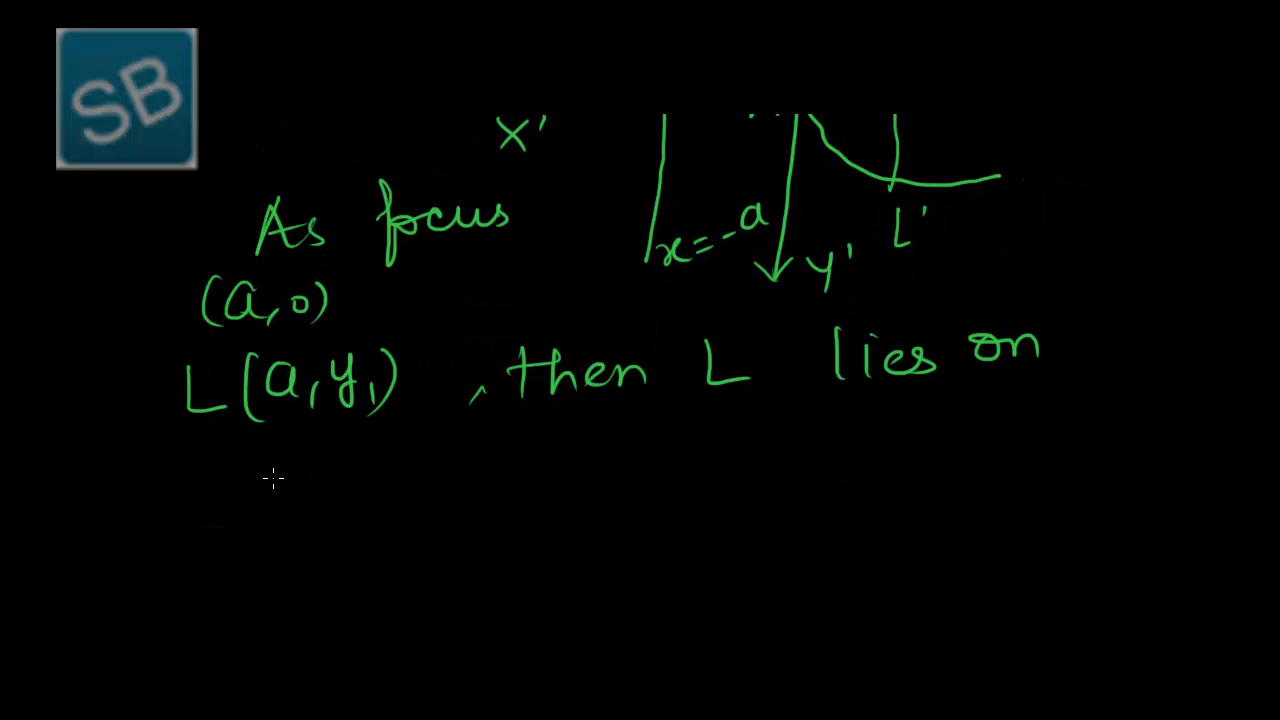 SB
X'
As focus
x=-a
y'
L'
(a,0)
L(a,y₁) , then L lies on